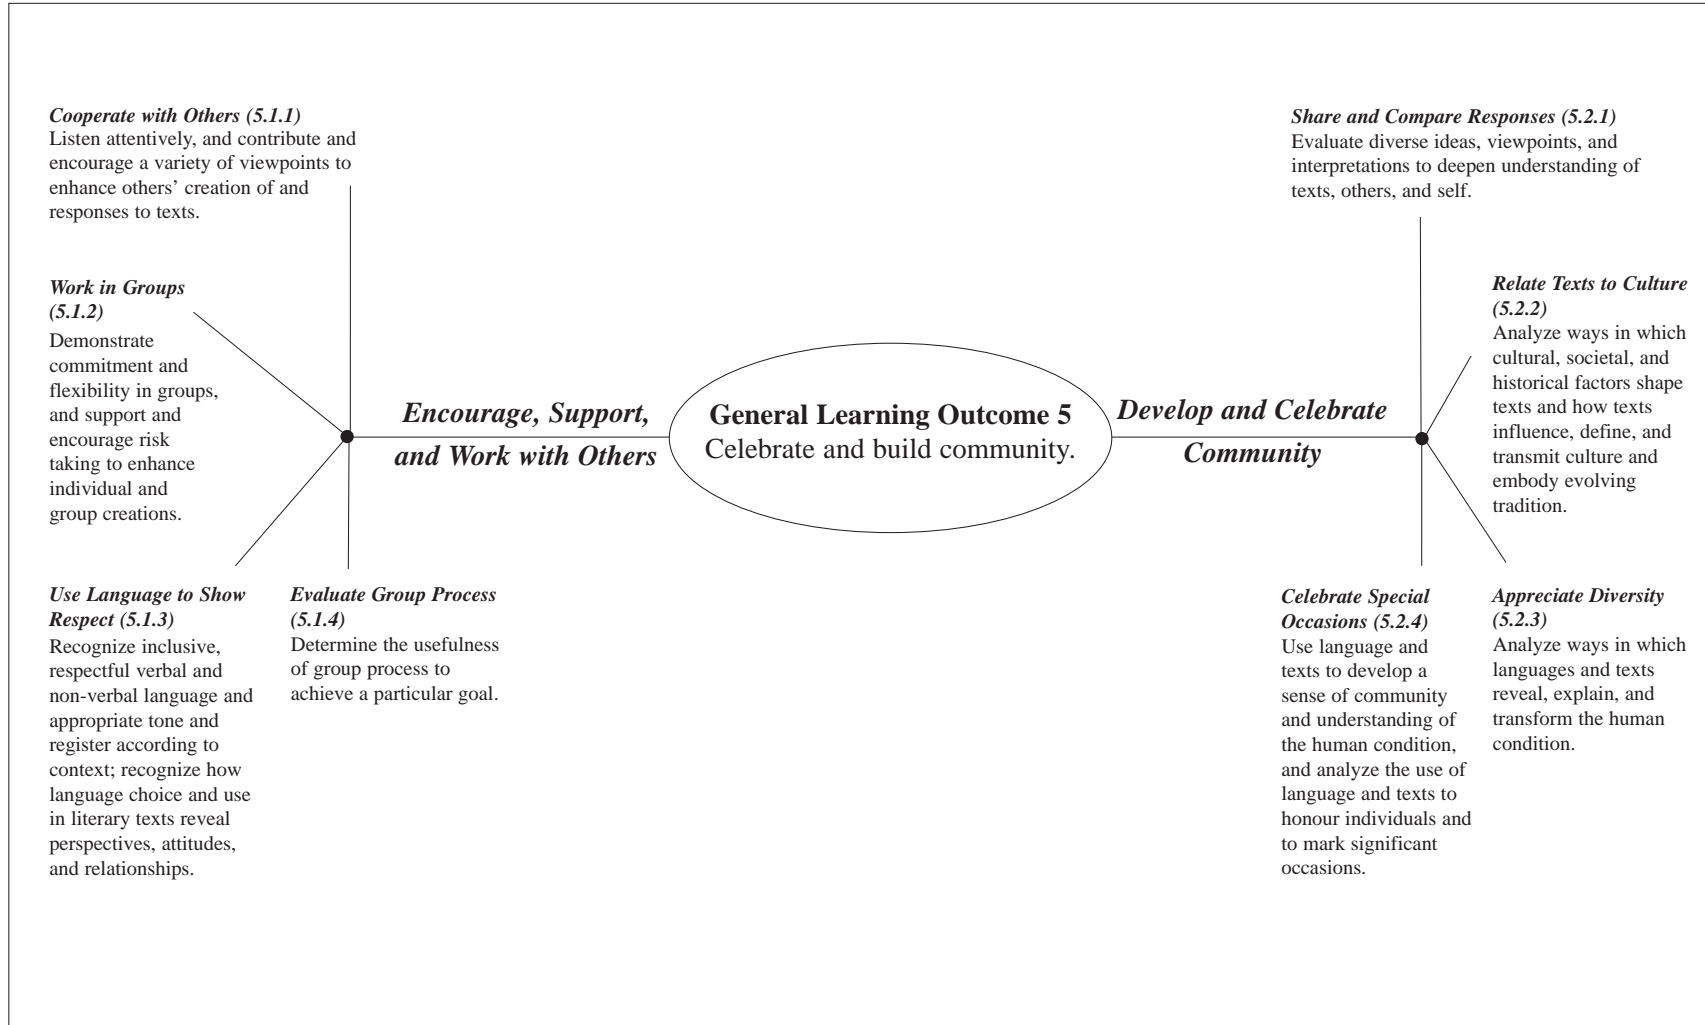 Cooperate with Others (5.1.1)
Listen attentively, and contribute and
encourage a variety of viewpoints to
enhance others’ creation of and
responses to texts.
Work in Groups
(5.1.2)
Demonstrate
commitment and
flexibility in groups,
and support and
encourage risk
taking to enhance
individual and
group creations.
Use Language to Show
Respect (5.1.3)
Recognize inclusive,
respectful verbal and
non-verbal language and
appropriate tone and
register according to
context; recognize how
language choice and use
in literary texts reveal
perspectives, attitudes,
and relationships.
Evaluate Group Process
(5.1.4)
Determine the usefulness
of group process to
achieve a particular goal.
Encourage, Support,
and Work with Others
General Learning Outcome 5
Celebrate and build community.
Develop and Celebrate
Community
Share and Compare Responses (5.2.1)
Evaluate diverse ideas, viewpoints, and
interpretations to deepen understanding of
texts, others, and self.
Relate Texts to Culture
(5.2.2)
Analyze ways in which
cultural, societal, and
historical factors shape
texts and how texts
influence, define, and
transmit culture and
embody evolving
tradition.
Celebrate Special
Occasions (5.2.4)
Use language and
texts to develop a
sense of community
and understanding of
the human condition,
and analyze the use of
language and texts to
honour individuals and
to mark significant
occasions.
Appreciate Diversity
(5.2.3)
Analyze ways in which
languages and texts
reveal, explain, and
transform the human
condition.